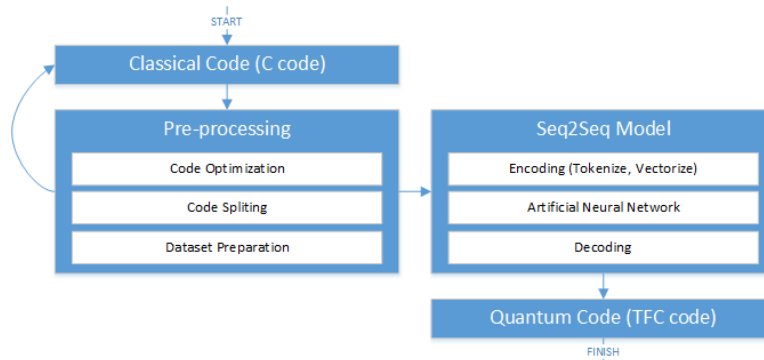 START
Classical Code (C code)
Pre-processing
Code Optimization
Code Spliting
Dataset Preparation
Seq2Seq Model
Encoding (Tokenize, Vectorize)
Artificial Neural Network
Decoding
Quantum Code (TFC code)
FINISH